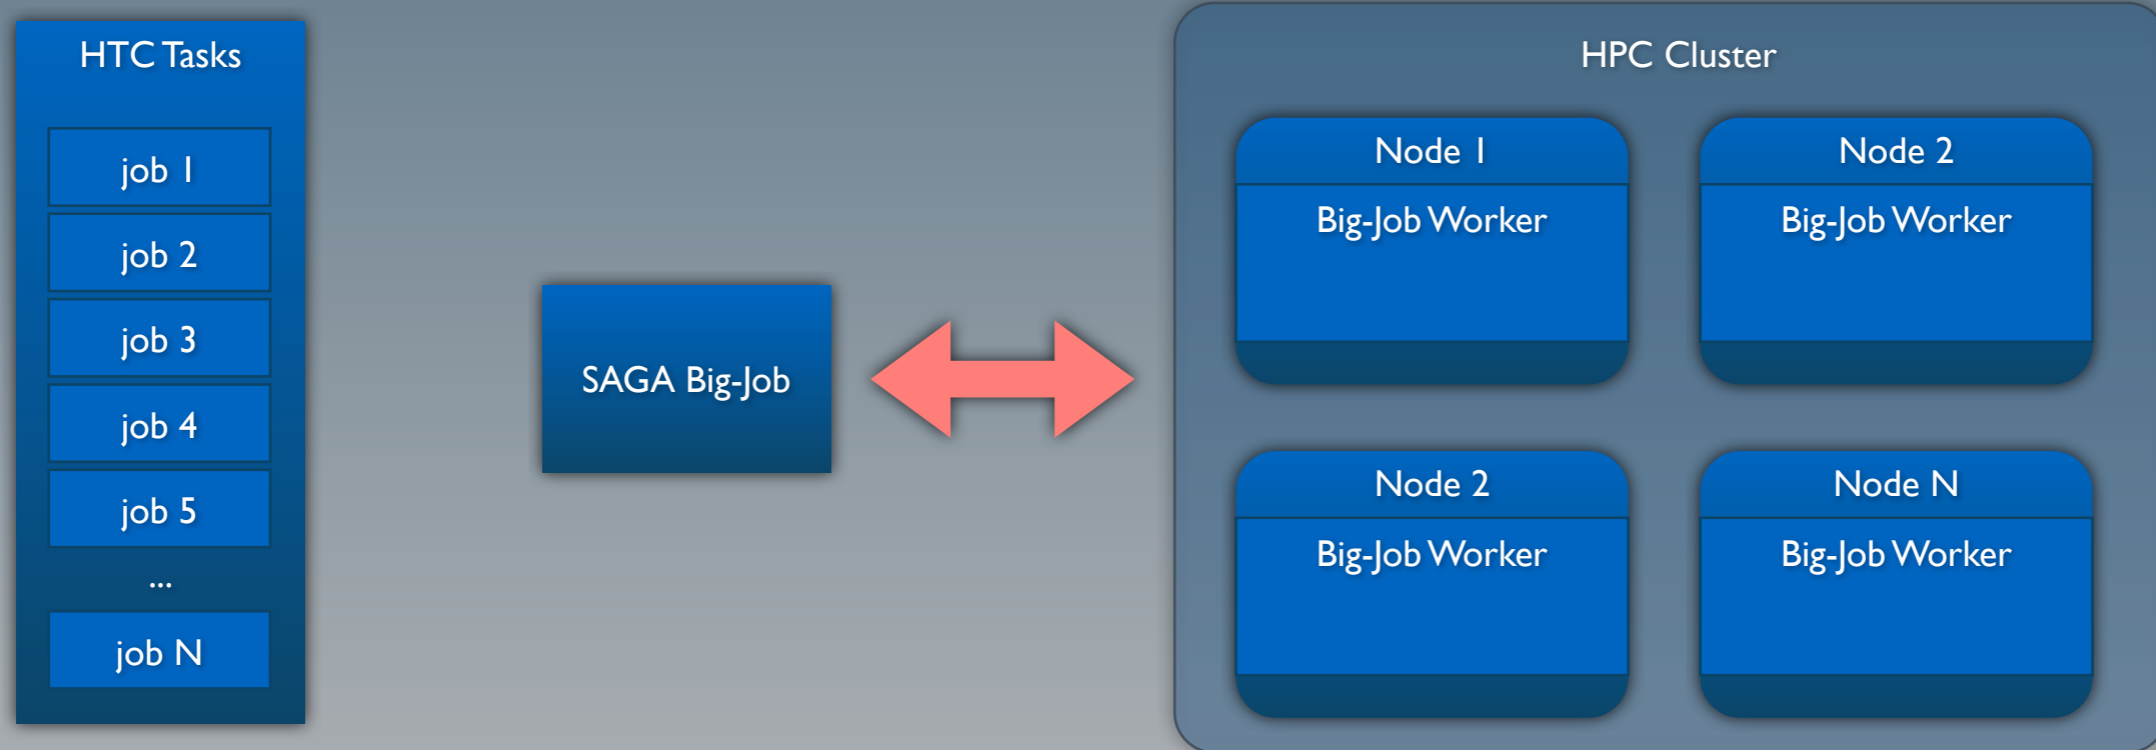 HTC Tasks
job 1
job 2
job 3
job 4
job 5
...
job N
SAGA Big-Job
HPC Cluster
Node 1
Big-Job Worker
Node 2
Big-Job Worker
Node 2
Big-Job Worker
Node N
Big-Job Worker